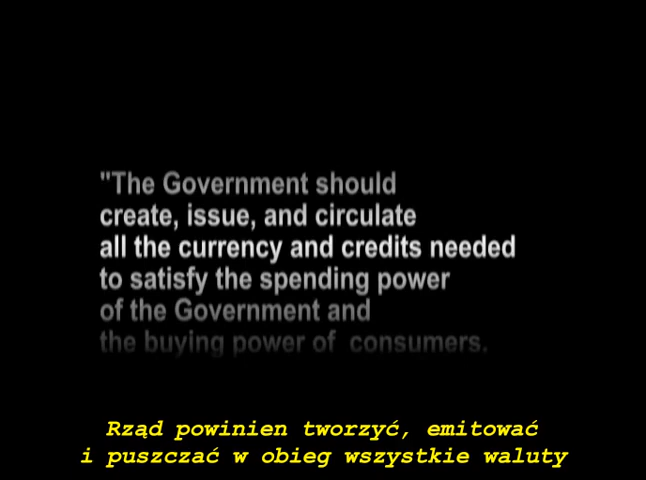 "The Government should
create, issue, and circulate
all the currency and credits needed
to satisfy the spending power
of the Government and
the buying power of consumers.
Rząd powinien tworzyć, emitować
i puszczać w obieg wszystkie waluty